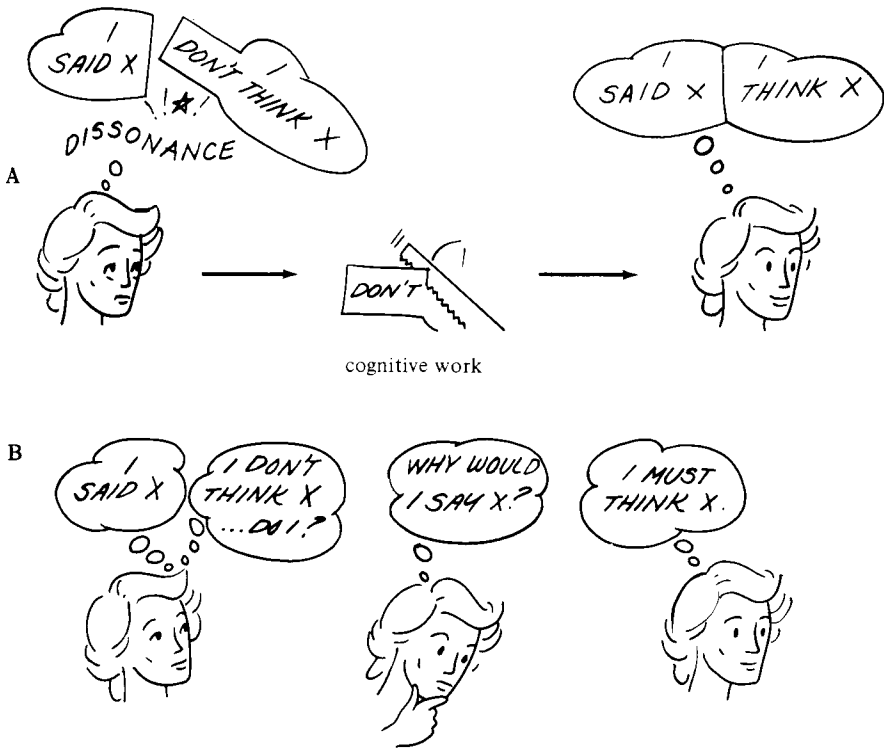 A
I
SAID X
I
DON'T THINK X
DISSONANCE
DON'T
cognitive work
I
SAID X
I
THINK X
B
I
SAID X
I DON'T
THINK X
...DO I?
WHY WOULD
I SAY X?
I MUST
THINK X.